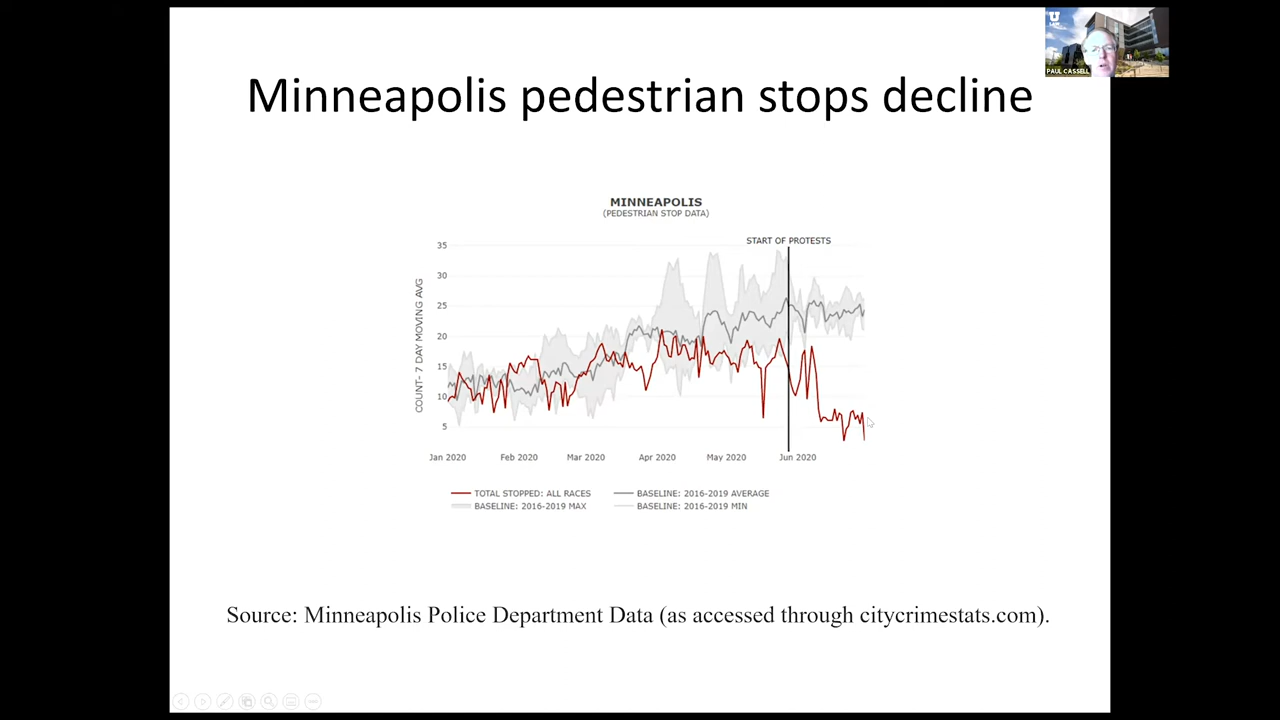 U
LAW
PAUL CASSELL
Minneapolis pedestrian stops decline
MINNEAPOLIS
(PEDESTRIAN STOP DATA)
START OF PROTESTS
COUNT- 7 DAY MOVING AVG
35
30
25
20
15
10
5
Jan 2020 Feb 2020 Mar 2020 Apr 2020 May 2020 Jun 2020
TOTAL STOPPED: ALL RACES BASELINE: 2016-2019 AVERAGE
BASELINE: 2016-2019 MAX BASELINE: 2016-2019 MIN
Source: Minneapolis Police Department Data (as accessed through citycrimestats.com).